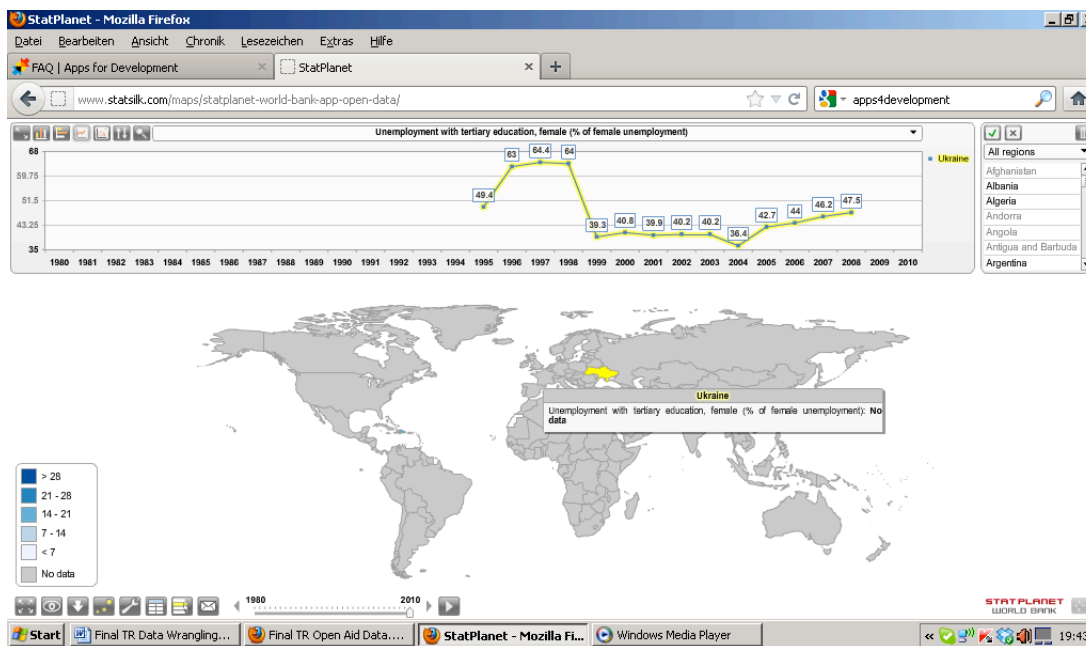 StatPlanet - Mozilla Firefox
Datei Bearbeiten Ansicht Chronik Lesezeichen Extras Hilfe
FAQ | Apps for Development × StatPlanet × +
www.statsilk.com/maps/statplanet-world-bank-app-open-data/ apps4development
Unemployment with tertiary education, female (% of female unemployment)
68
59.75
51.5
43.25
35
49.4 63 64.4 64 39.3 40.8 39.9 40.2 40.2 36.4 42.7 44 46.2 47.5
Ukraine
1980 1981 1982 1983 1984 1985 1986 1987 1988 1989 1990 1991 1992 1993 1994 1995 1996 1997 1998 1999 2000 2001 2002 2003 2004 2005 2006 2007 2008 2009 2010
All regions
Afghanistan
Albania
Algeria
Andorra
Angola
Antigua and Barbuda
Argentina
Ukraine
Unemployment with tertiary education, female (% of female unemployment): No
data
> 28
21 - 28
14 - 21
7 - 14
< 7
No data
1980 2010
STATPLANET
WORLD BANK
Start Final TR Data Wrangling... Final TR Open Aid Data.... StatPlanet - Mozilla Fi... Windows Media Player « 19:43